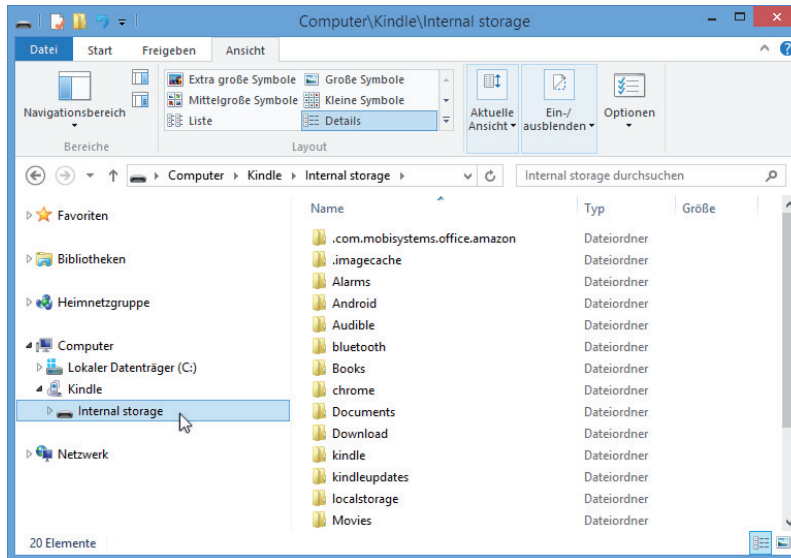 Computer\Kindle\Internal storage
Datei Start Freigeben Ansicht
Navigationsbereich
Bereiche
Extra große Symbole Große Symbole
Mittelgroße Symbole Kleine Symbole
Liste Details
Layout
Aktuelle Ansicht
Ein-/ausblenden
Optionen
Computer Kindle Internal storage
Internal storage durchsuchen
Favoriten
Bibliotheken
Heimnetzgruppe
Computer
Lokaler Datenträger (C:)
Kindle
Internal storage
Netzwerk
Name Typ Größe
.com.mobisystems.office.amazon Dateiordner
.imagecache Dateiordner
Alarms Dateiordner
Android Dateiordner
Audible Dateiordner
bluetooth Dateiordner
Books Dateiordner
chrome Dateiordner
Documents Dateiordner
Download Dateiordner
kindle Dateiordner
kindleupdates Dateiordner
localstorage Dateiordner
Movies Dateiordner
20 Elemente